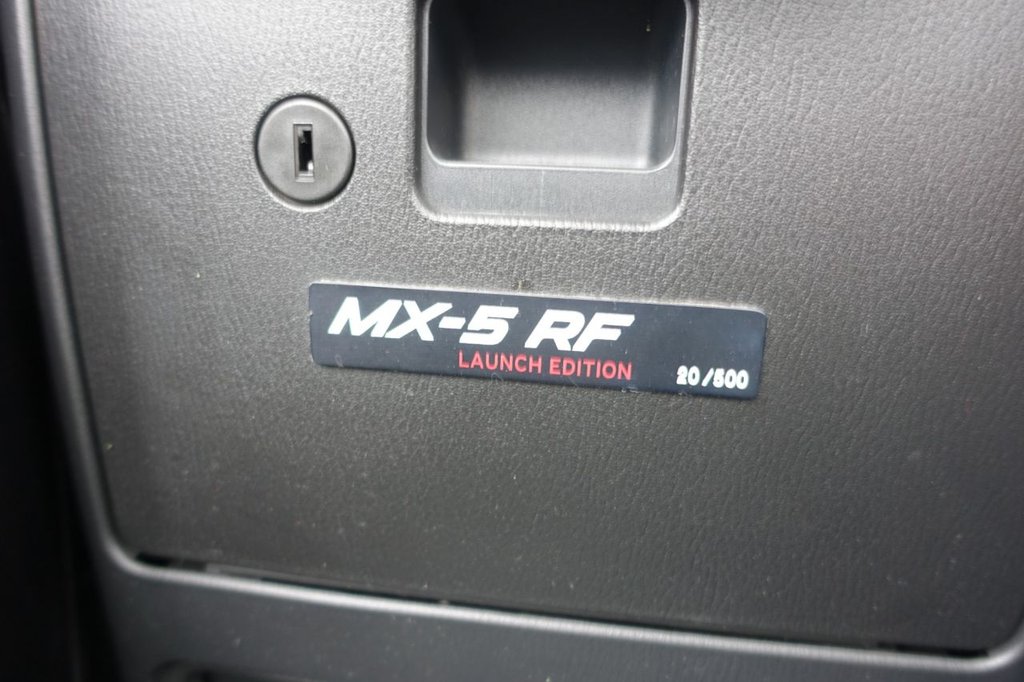 MX-5 RF
LAUNCH EDITION
20/500